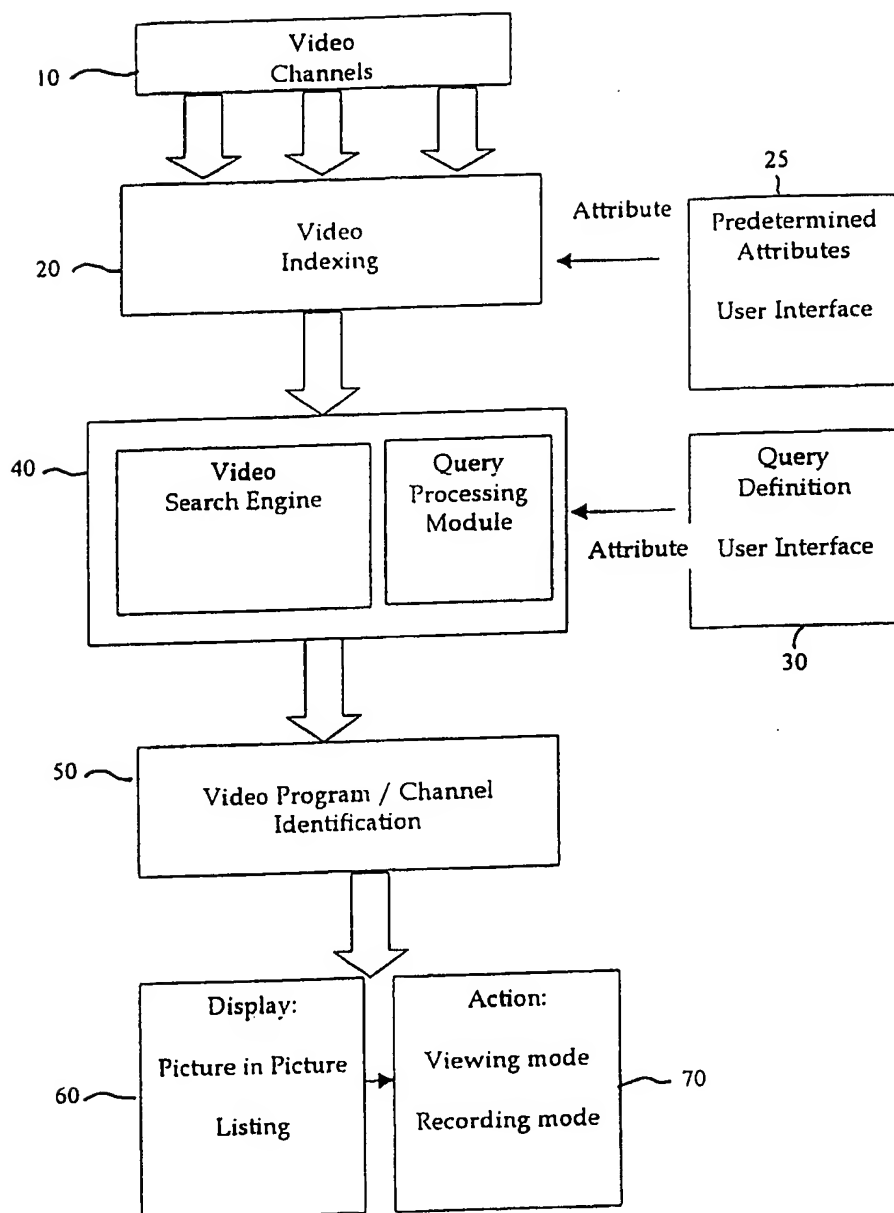 Video
Channels
10
25
Attribute
Predetermined
Attributes
User Interface
Video
Indexing
20
40
Video
Search Engine
Query
Processing
Module
Attribute
Query
Definition
User Interface
30
50
Video Program / Channel
Identification
Display:
Picture in Picture
Listing
60
Action:
Viewing mode
Recording mode
70